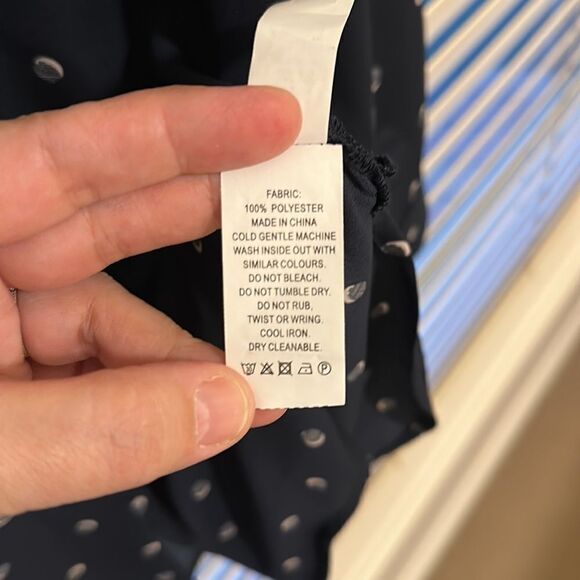 FABRIC:
100% POLYESTER
MADE IN CHINA
COLD GENTLE MACHINE
WASH INSIDE OUT WITH
SIMILAR COLOURS.
DO NOT BLEACH.
DO NOT TUMBLE DRY.
DO NOT RUB,
TWIST OR WRING.
COOL IRON.
DRY CLEANABLE.
P